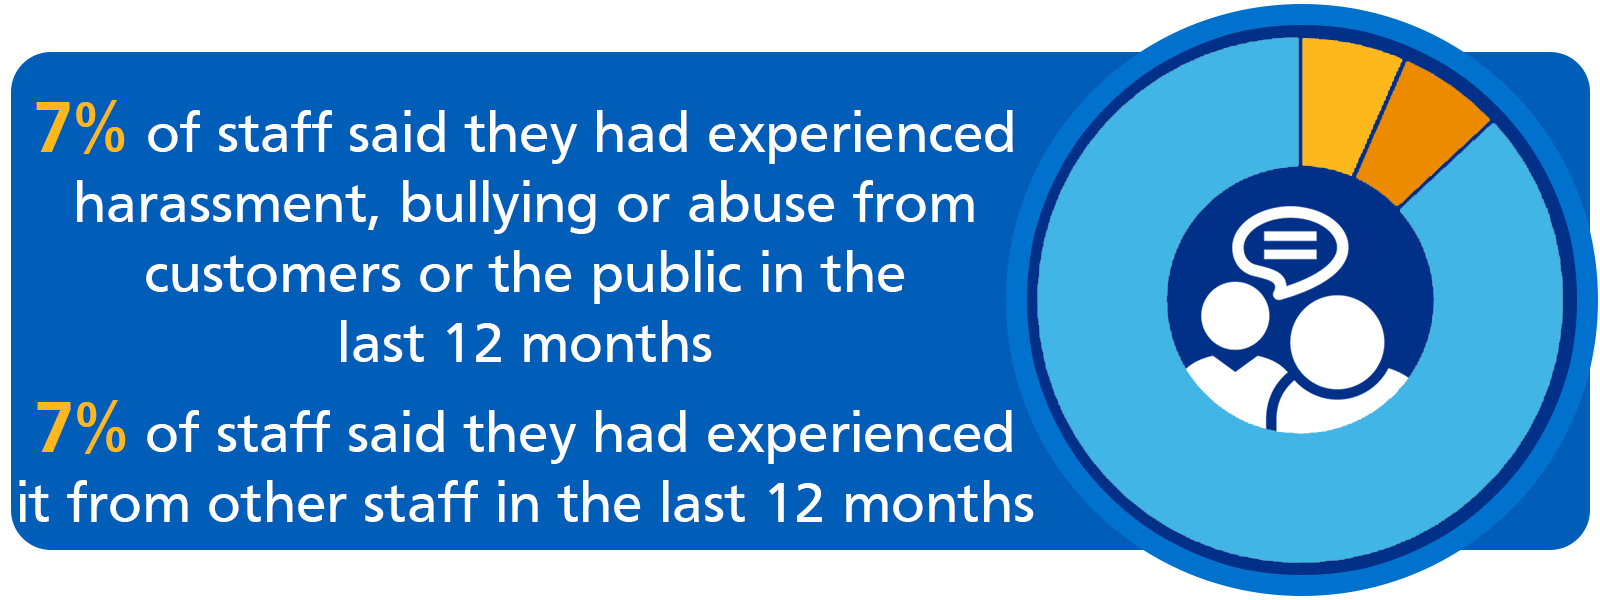 7% of staff said they had experienced
harassment, bullying or abuse from
customers or the public in the
last 12 months
7% of staff said they had experienced
it from other staff in the last 12 months